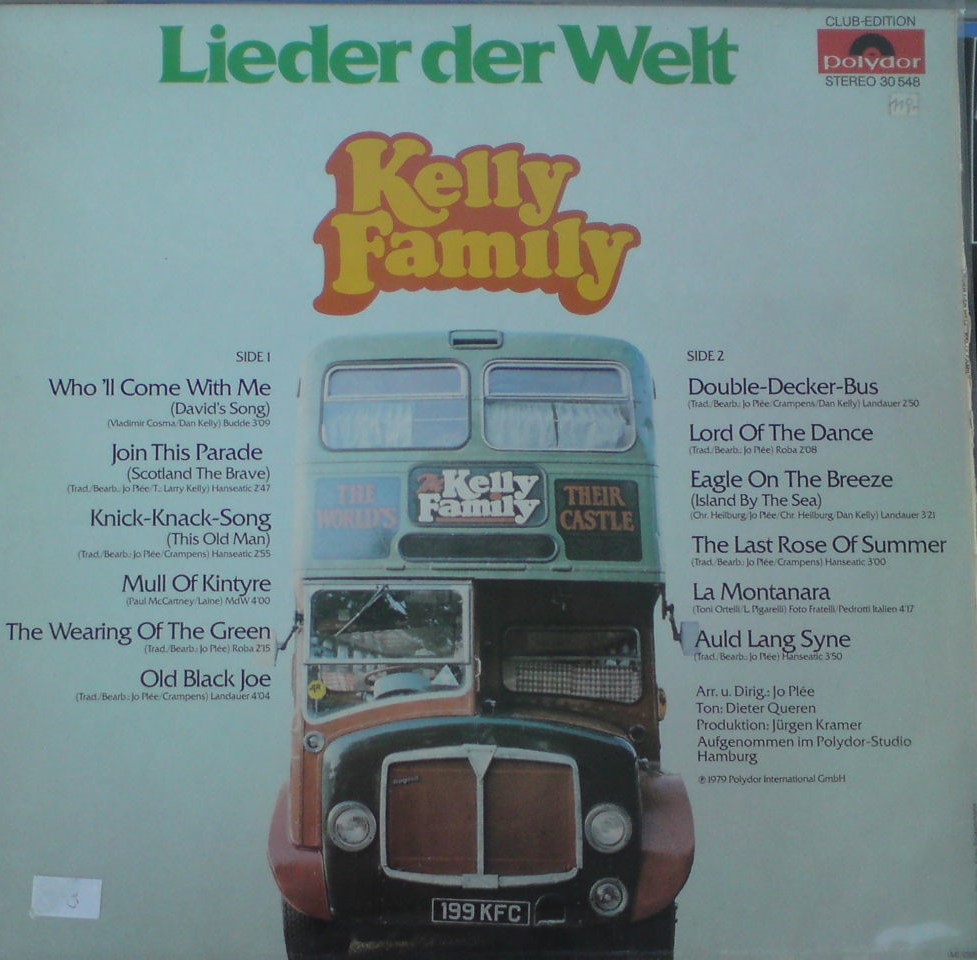 Lieder der Welt
CLUB-EDITION
polydor
STEREO 30 548
Kelly
Family
SIDE 1
Who 'll Come With Me
(David's Song)
(Vladimir Cosma/Dan Kelly) Budde 3'09
Join This Parade
(Scotland The Brave)
(Trad./Bearb.: Jo Plée/T.: Larry Kelly) Hanseatic 2'47
Knick-Knack-Song
(This Old Man)
(Trad./Bearb.: Jo Plée/Crampens) Hanseatic 2'55
Mull Of Kintyre
(Paul McCartney/Laine) MdW 4'00
The Wearing Of The Green
(Trad./Bearb.: Jo Plée) Roba 2'15
Old Black Joe
(Trad./Bearb.: Jo Plée/Crampens) Landauer 4'04
THE
WORLD'S
The Kelly
Family
THEIR
CASTLE
199 KFC
SIDE 2
Double-Decker-Bus
(Trad./Bearb.: Jo Plée/Crampens/Dan Kelly) Landauer 2'50
Lord Of The Dance
(Trad./Bearb.: Jo Plée) Roba 2'08
Eagle On The Breeze
(Island By The Sea)
(Chr. Heilburg/Jo Plée/Chr. Heilburg/Dan Kelly) Landauer 3'21
The Last Rose Of Summer
(Trad./Bearb.: Jo Plée/Crampens) Hanseatic 3'00
La Montanara
(Toni Ortelli/L. Pigarelli) Foto Fratelli/Pedrotti Italien 4'17
Auld Lang Syne
(Trad./Bearb.: Jo Plée) Hanseatic 3'50
Arr. u. Dirig.: Jo Plée
Ton: Dieter Queren
Produktion: Jürgen Kramer
Aufgenommen im Polydor-Studio
Hamburg
℗ 1979 Polydor International GmbH
3